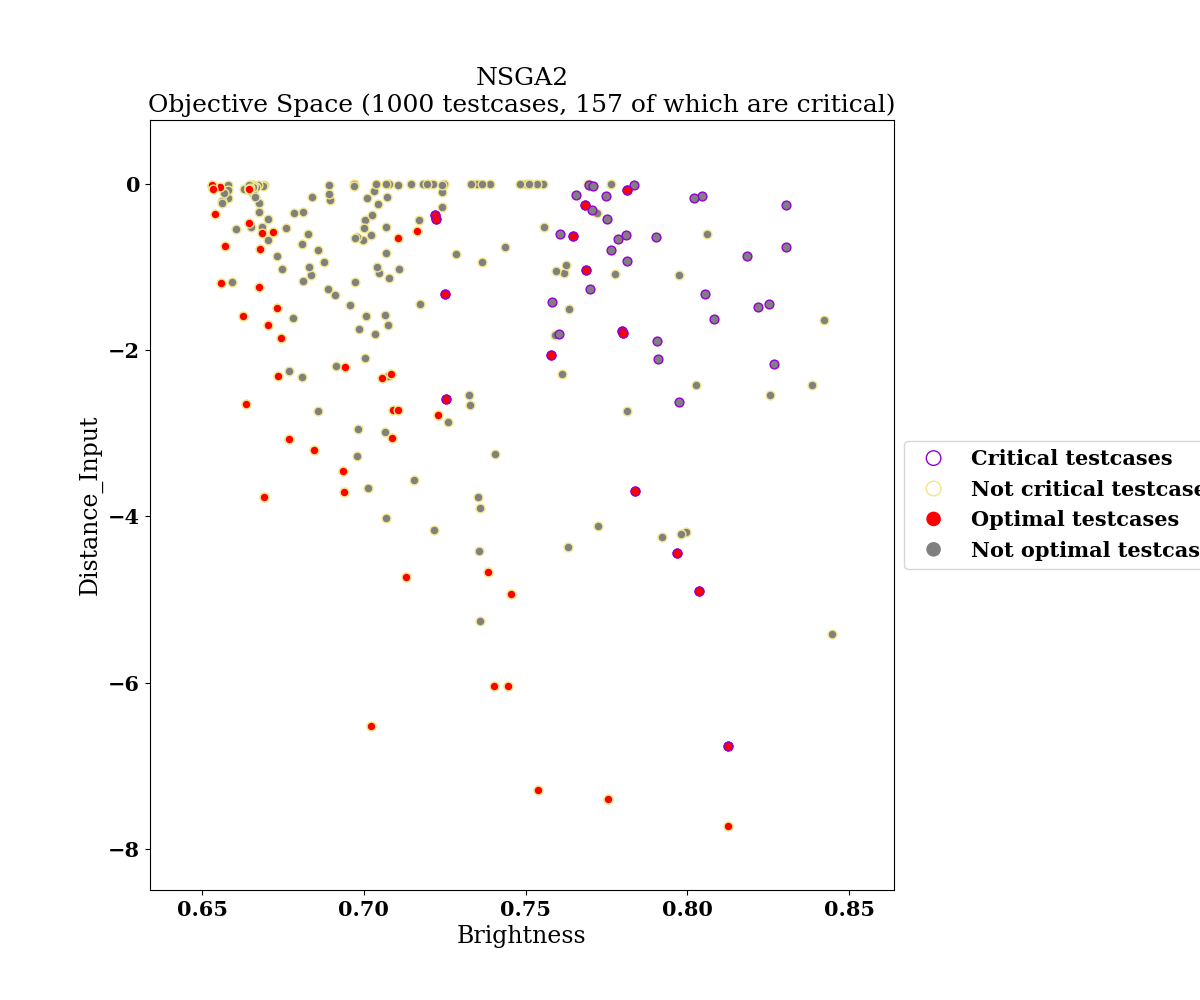 NSGA2
Objective Space (1000 testcases, 157 of which are critical)
0
−2
−4
−6
−8
Distance_Input
0.65 0.70 0.75 0.80 0.85
Brightness
Critical testcases
Not critical testcase
Optimal testcases
Not optimal testcas